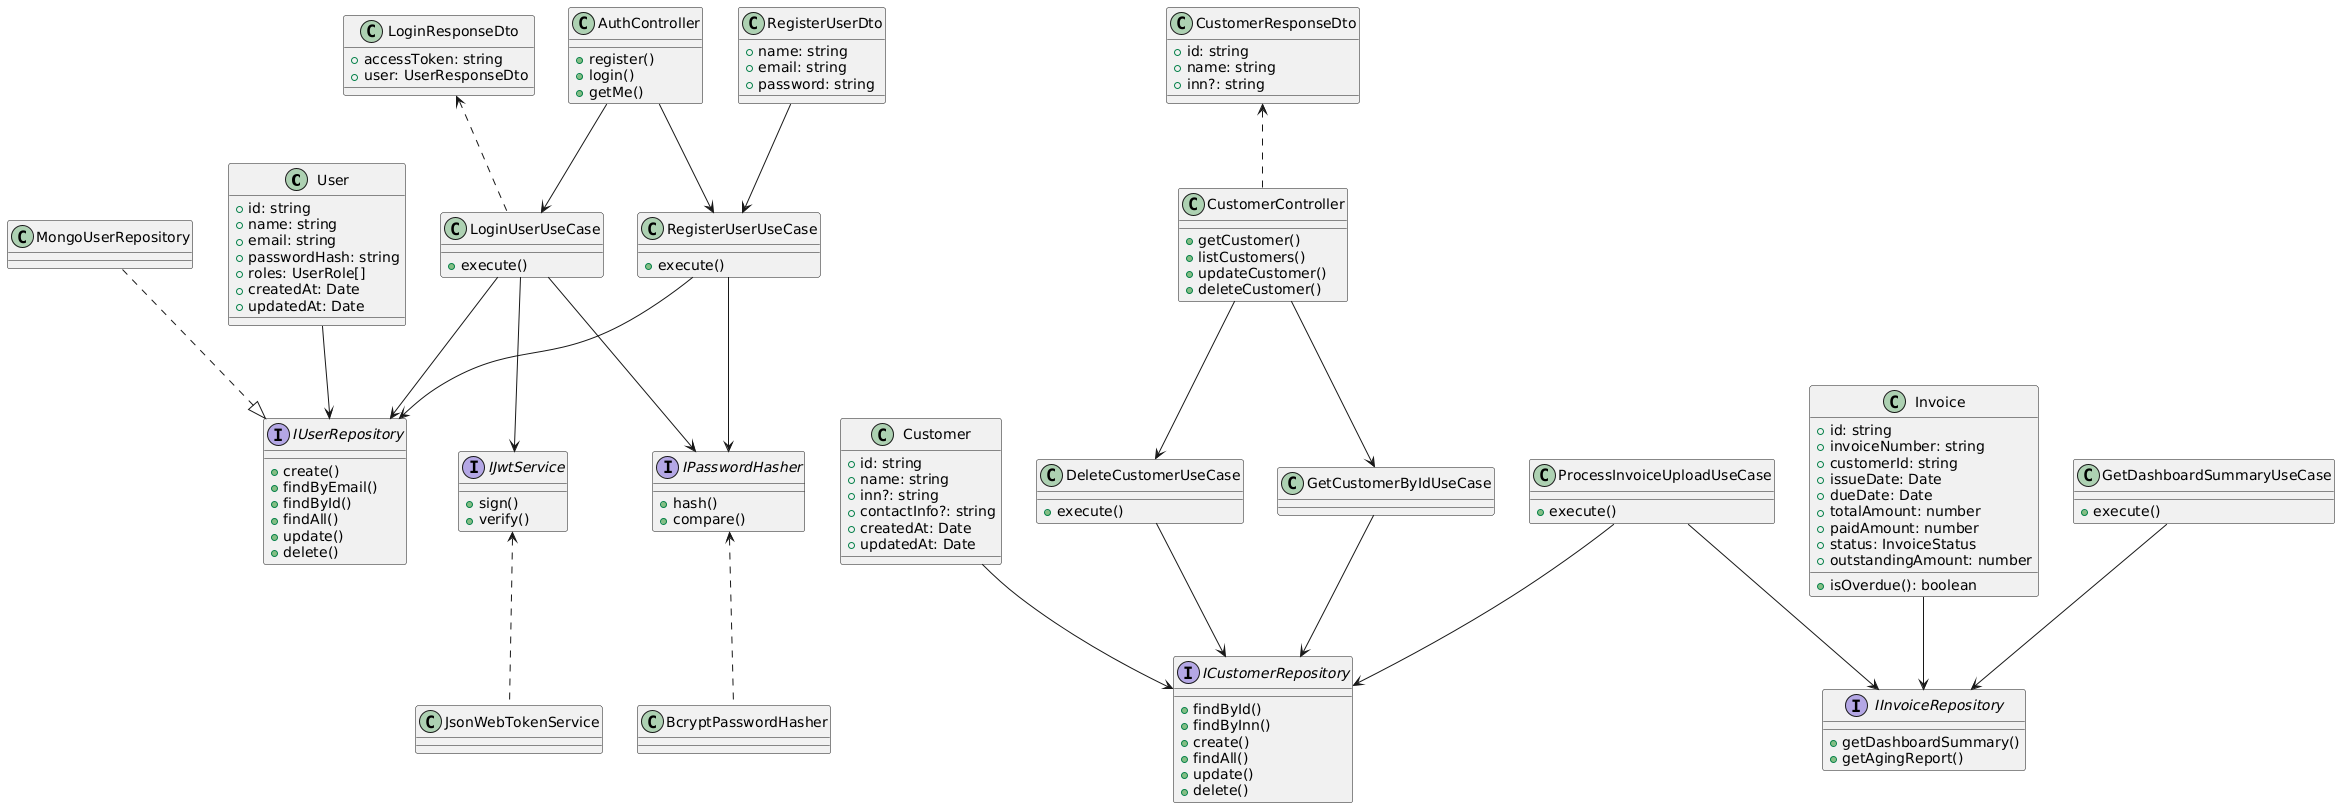 C LoginResponseDto
accessToken: string
user: UserResponseDto
C AuthController
register()
login()
getMe()
C RegisterUserDto
name: string
email: string
password: string
C CustomerResponseDto
id: string
name: string
inn?: string
C MongoUserRepository
C User
id: string
name: string
email: string
passwordHash: string
roles: UserRole[]
createdAt: Date
updatedAt: Date
C LoginUserUseCase
execute()
C RegisterUserUseCase
execute()
C CustomerController
getCustomer()
listCustomers()
updateCustomer()
deleteCustomer()
I IUserRepository
create()
findByEmail()
findById()
findAll()
update()
delete()
I IJwtService
sign()
verify()
I IPasswordHasher
hash()
compare()
C Customer
id: string
name: string
inn?: string
contactInfo?: string
createdAt: Date
updatedAt: Date
C DeleteCustomerUseCase
execute()
C GetCustomerByIdUseCase
C ProcessInvoiceUploadUseCase
execute()
C Invoice
id: string
invoiceNumber: string
customerId: string
issueDate: Date
dueDate: Date
totalAmount: number
paidAmount: number
status: InvoiceStatus
outstandingAmount: number
isOverdue(): boolean
C GetDashboardSummaryUseCase
execute()
C JsonWebTokenService
C BcryptPasswordHasher
I ICustomerRepository
findById()
findByInn()
create()
findAll()
update()
delete()
I IInvoiceRepository
getDashboardSummary()
getAgingReport()